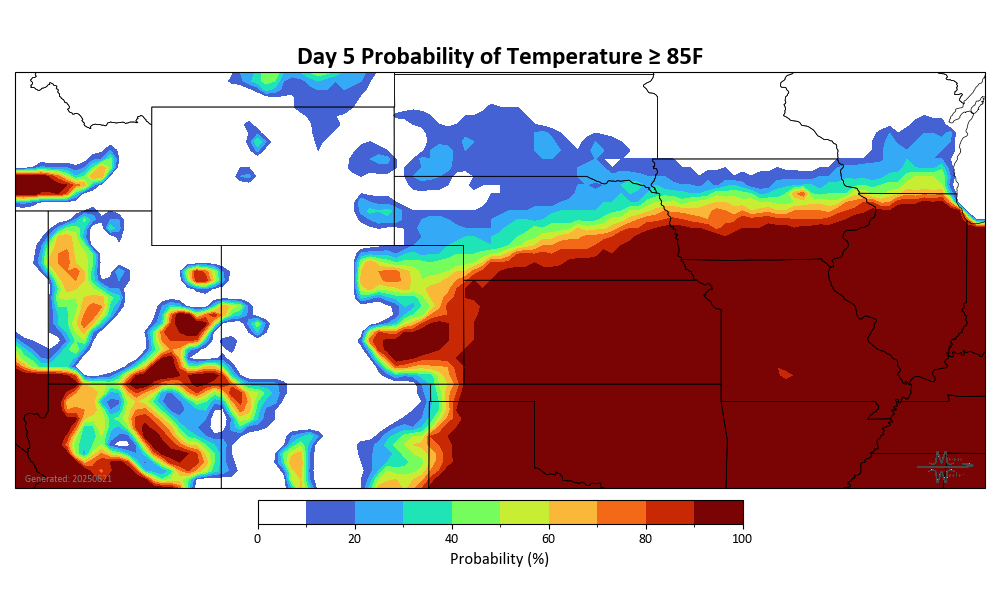 Day 5 Probability of Temperature ≥ 85F
Generated: 20250821
0 20 40 60 80 100
Probability (%)